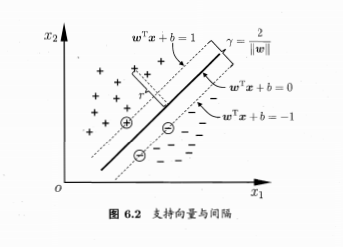 x₂
wᵀx + b = 1
γ = 2/‖w‖
wᵀx + b = 0
r
wᵀx + b = −1
O
x₁
图 6.2 支持向量与间隔